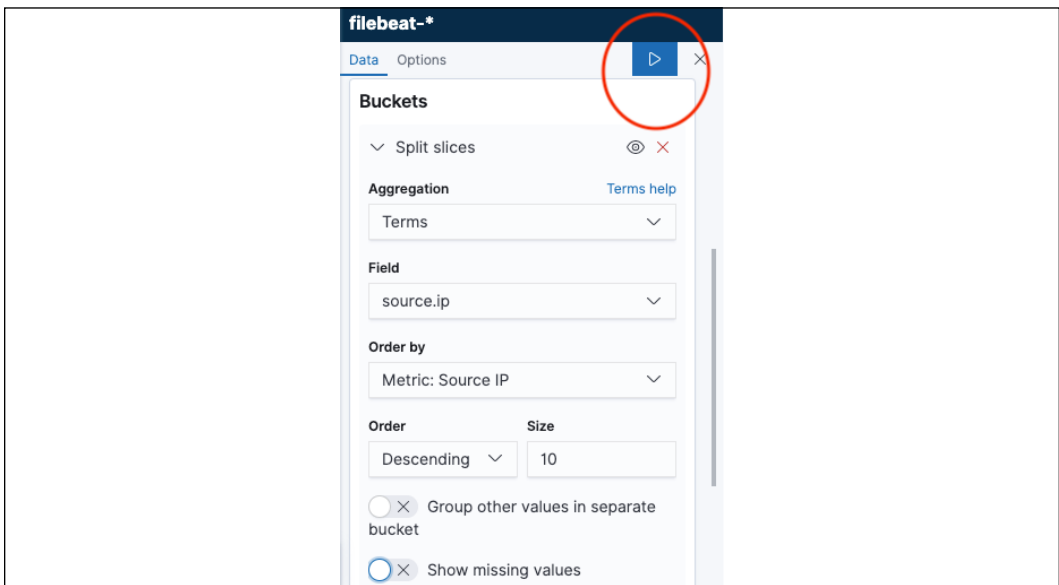 filebeat-*
Data Options
Buckets
Split slices
Aggregation Terms help
Terms
Field
source.ip
Order by
Metric: Source IP
Order Size
Descending 10
Group other values in separate
bucket
Show missing values